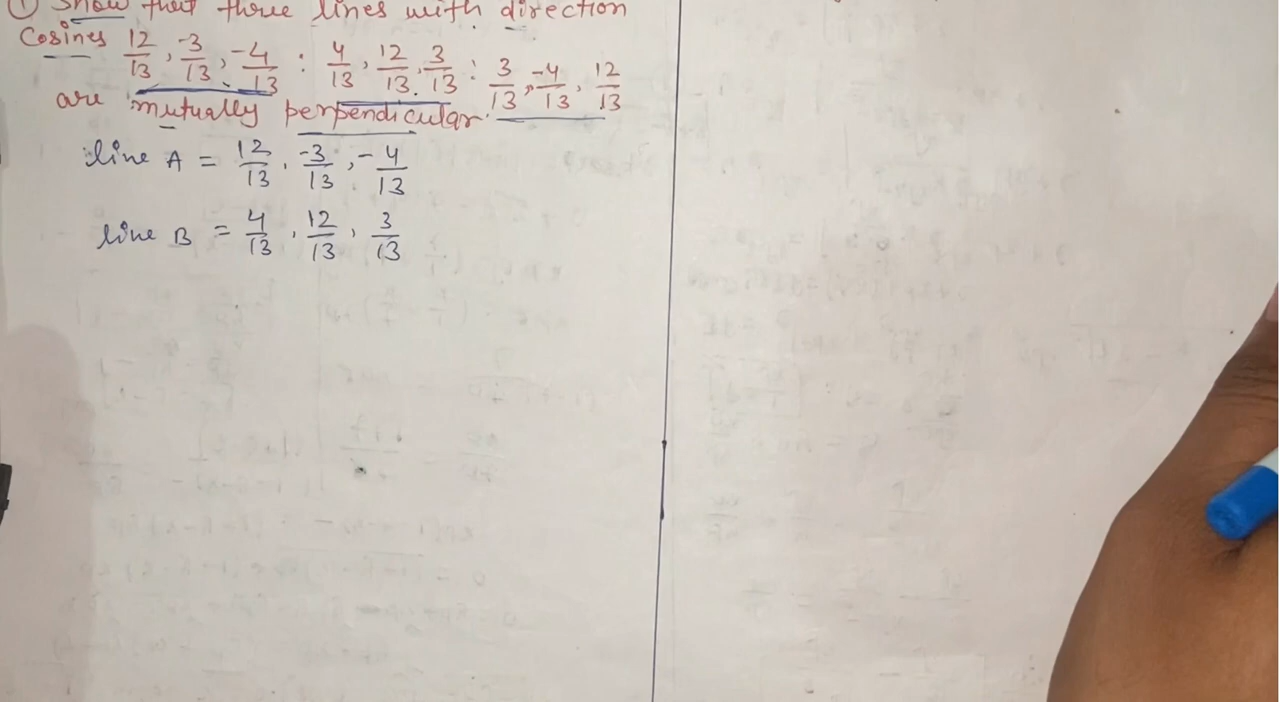 ① Show that three lines with direction
Cosines 12/13, -3/13, -4/13 : 4/13, 12/13, 3/13 : 3/13, -4/13, 12/13
are mutually perpendicular.
line A = 12/13, -3/13, -4/13
line B = 4/13, 12/13, 3/13